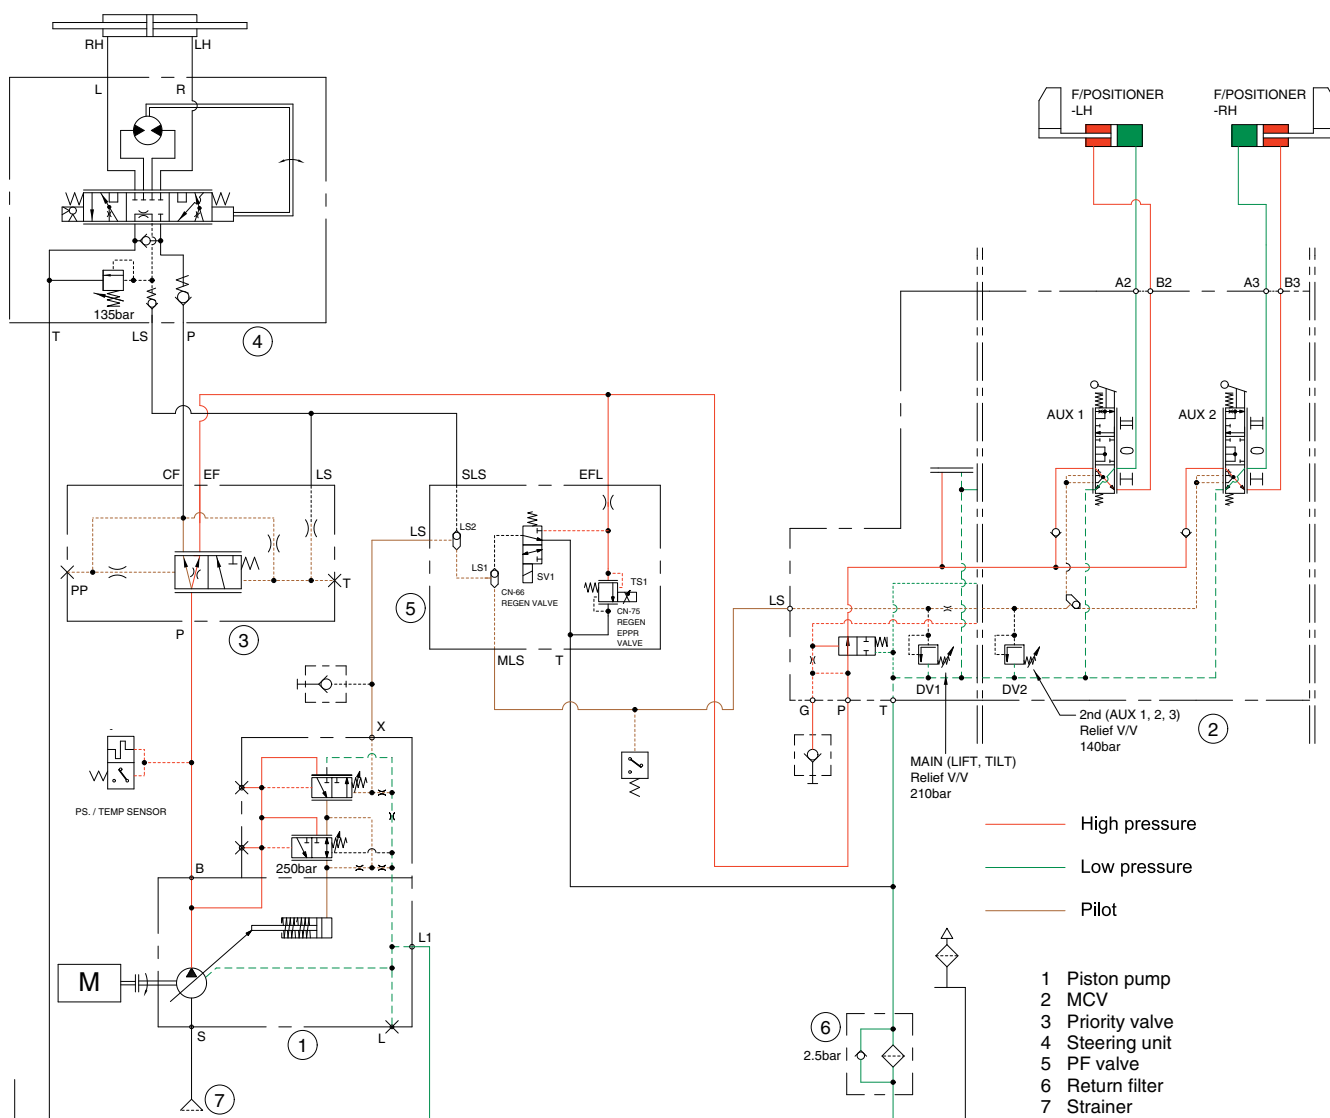 RH
LH
L
R
135bar
T
LS
P
4
F/POSITIONER
-LH
F/POSITIONER
-RH
A2
B2
A3
B3
AUX 1
AUX 2
CF
EF
LS
PP
T
P
3
SLS
EFL
LS
LS2
LS1
SV1
TS1
CN-66
REGEN VALVE
CN-75
REGEN
EPPR
VALVE
5
MLS
T
LS
DV1
DV2
G
P
T
2nd (AUX 1, 2, 3)
Relief V/V
140bar
2
MAIN (LIFT, TILT)
Relief V/V
210bar
X
PS. / TEMP SENSOR
250bar
B
L1
M
S
L
1
7
6
2.5bar
High pressure
Low pressure
Pilot
1 Piston pump
2 MCV
3 Priority valve
4 Steering unit
5 PF valve
6 Return filter
7 Strainer